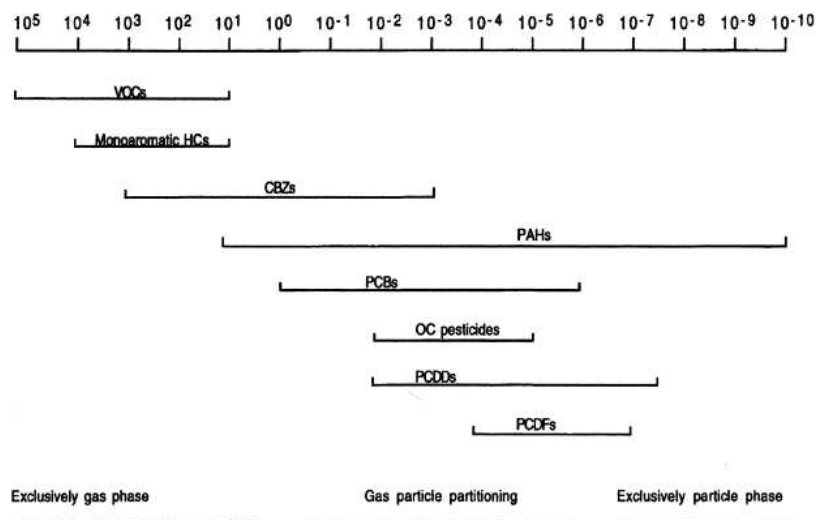 10⁵ 10⁴ 10³ 10² 10¹ 10⁰ 10⁻¹ 10⁻² 10⁻³ 10⁻⁴ 10⁻⁵ 10⁻⁶ 10⁻⁷ 10⁻⁸ 10⁻⁹ 10⁻¹⁰
VOCs
Monoaromatic HCs
CBZs
PAHs
PCBs
OC pesticides
PCDDs
PCDFs
Exclusively gas phase Gas particle partitioning Exclusively particle phase